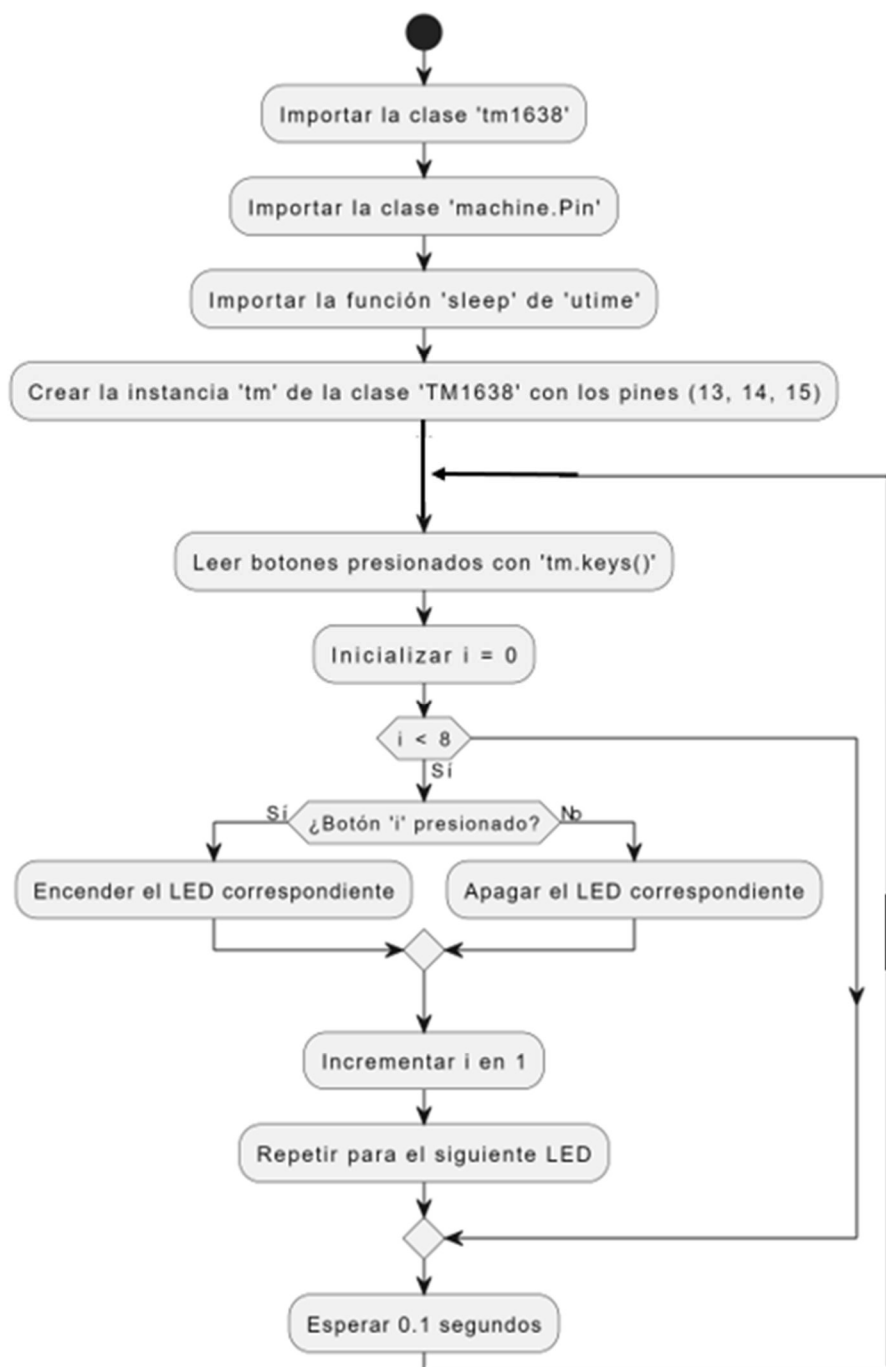 Importar la clase 'tm1638'
Importar la clase 'machine.Pin'
Importar la función 'sleep' de 'utime'
Crear la instancia 'tm' de la clase 'TM1638' con los pines (13, 14, 15)
Leer botones presionados con 'tm.keys()'
Inicializar i = 0
i < 8
Sí
Sí
¿Botón 'i' presionado?
No
Encender el LED correspondiente
Apagar el LED correspondiente
Incrementar i en 1
Repetir para el siguiente LED
Esperar 0.1 segundos